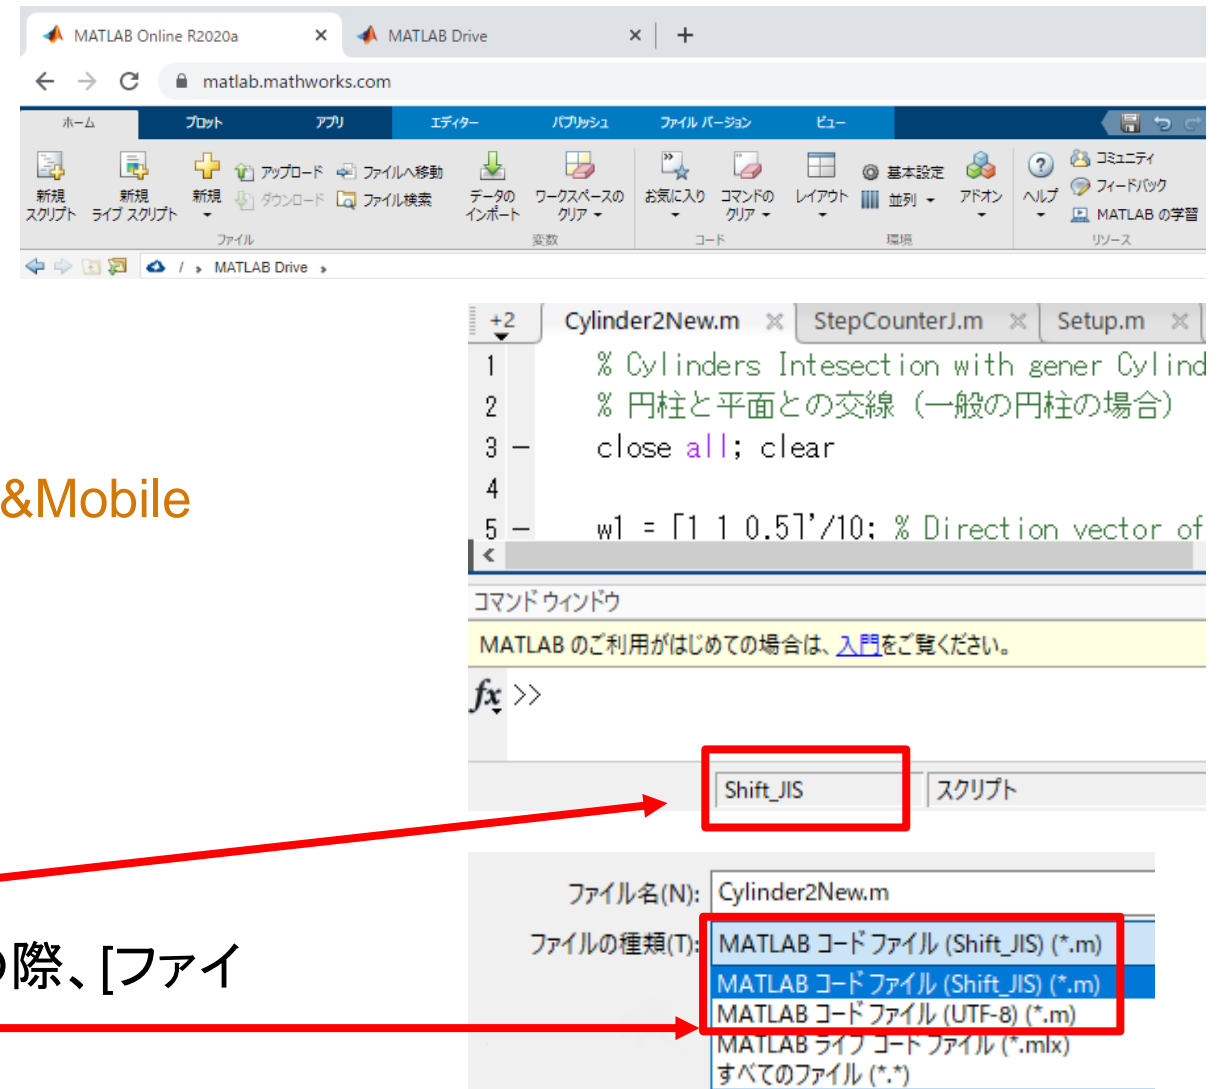 MATLAB Online R2020a
MATLAB Drive
matlab.mathworks.com
ホーム プロット アプリ エディター パブリッシュ ファイル バージョン ビュー
新規 スクリプト
新規 ライブ スクリプト
新規
アップロード
ダウンロード
ファイルへ移動
ファイル検索
データの インポート
ワークスペースの クリア
お気に入り
コマンドの クリア
レイアウト
基本設定
並列
アドオン
ヘルプ
コミュニティ
フィードバック
MATLAB の学習
ファイル 変数 コード 環境 リソース
/ MATLAB Drive
+2 Cylinder2New.m StepCounterJ.m Setup.m
1 % Cylinders Intesection with gener Cylind
2 % 円柱と平面との交線（一般の円柱の場合）
3 – close all; clear
4
5 – w1 = [1 1 0.5]'/10; % Direction vector of
&Mobile
コマンド ウィンドウ
MATLAB のご利用がはじめての場合は、入門をご覧ください。
fx >>
Shift_JIS スクリプト
ファイル名(N): Cylinder2New.m
ファイルの種類(T): MATLAB コード ファイル (Shift_JIS) (*.m)
MATLAB コード ファイル (Shift_JIS) (*.m)
MATLAB コード ファイル (UTF-8) (*.m)
MATLAB ライブ コード ファイル (*.mlx)
すべてのファイル (*.*)
の際、[ファイ